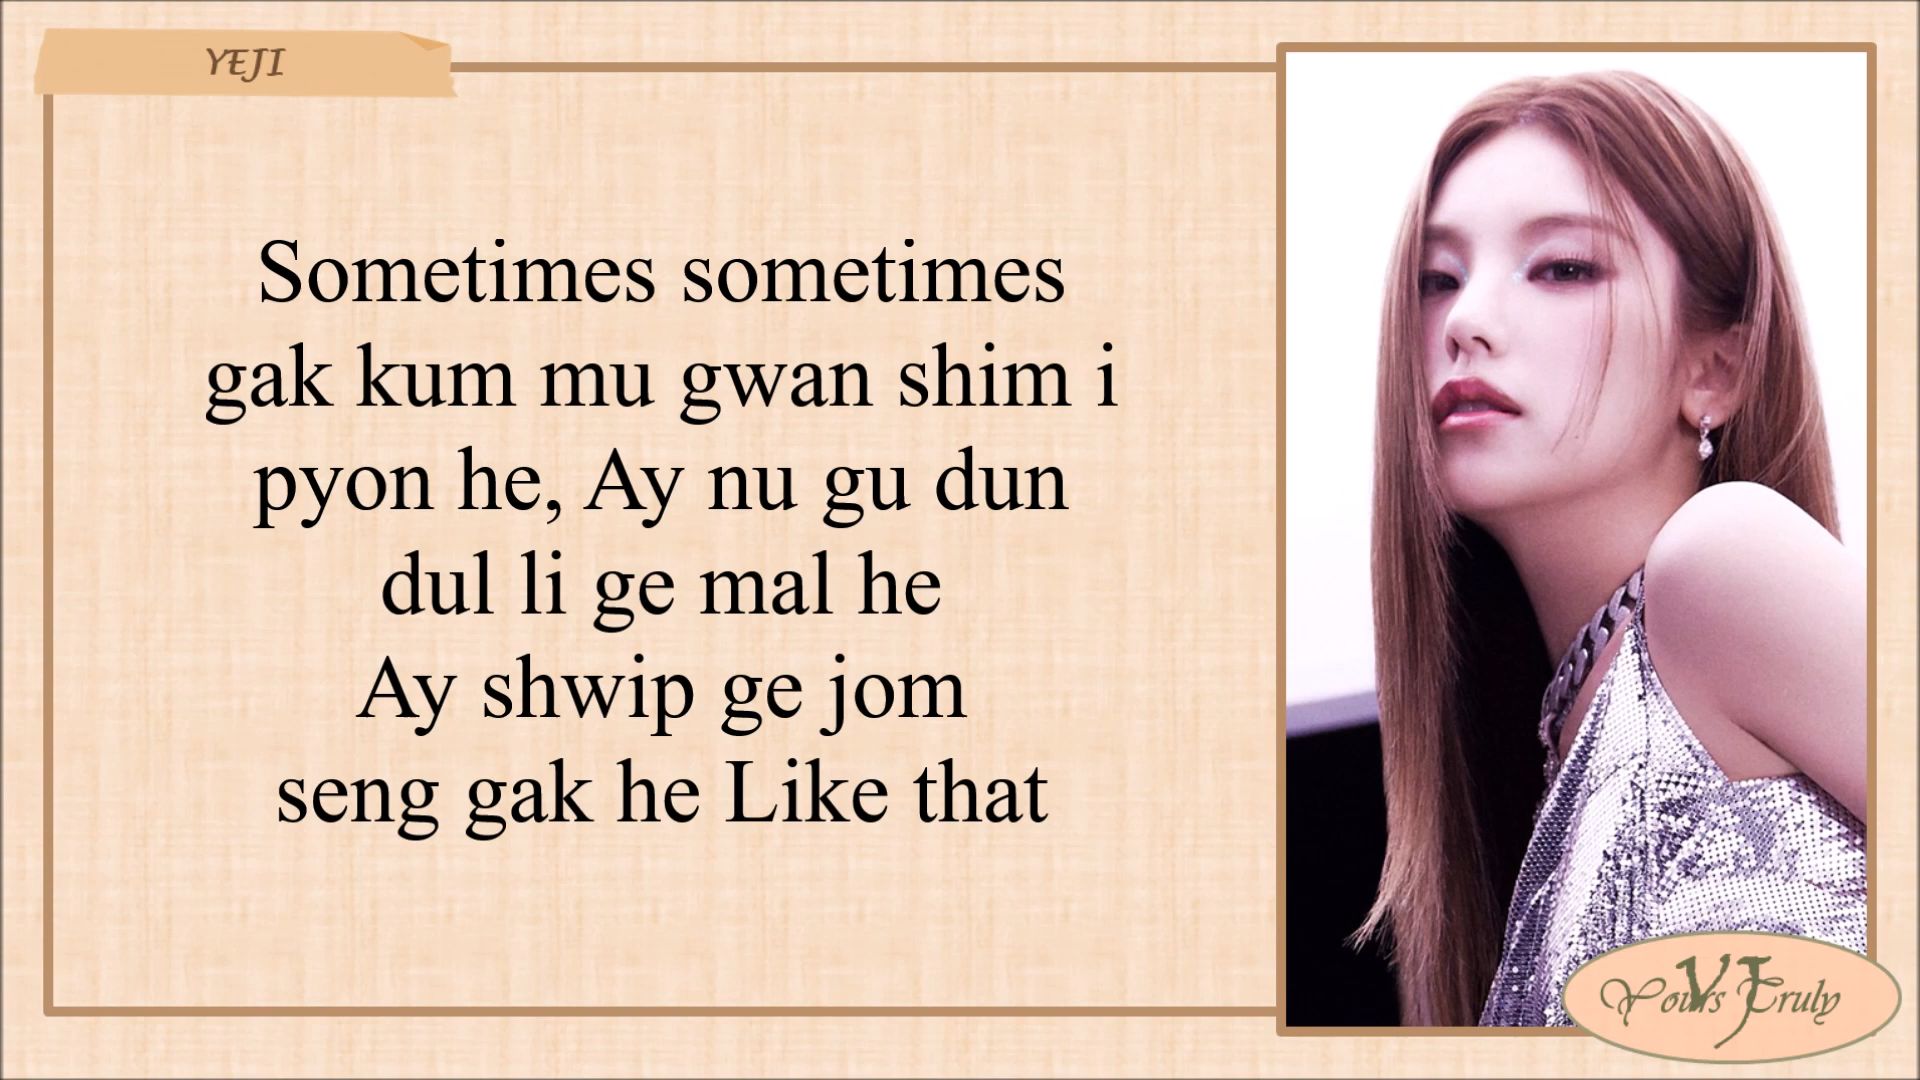 YEJI
Sometimes sometimes
gak kum mu gwan shim i
pyon he, Ay nu gu dun
dul li ge mal he
Ay shwip ge jom
seng gak he Like that
Yours Truly
VJ